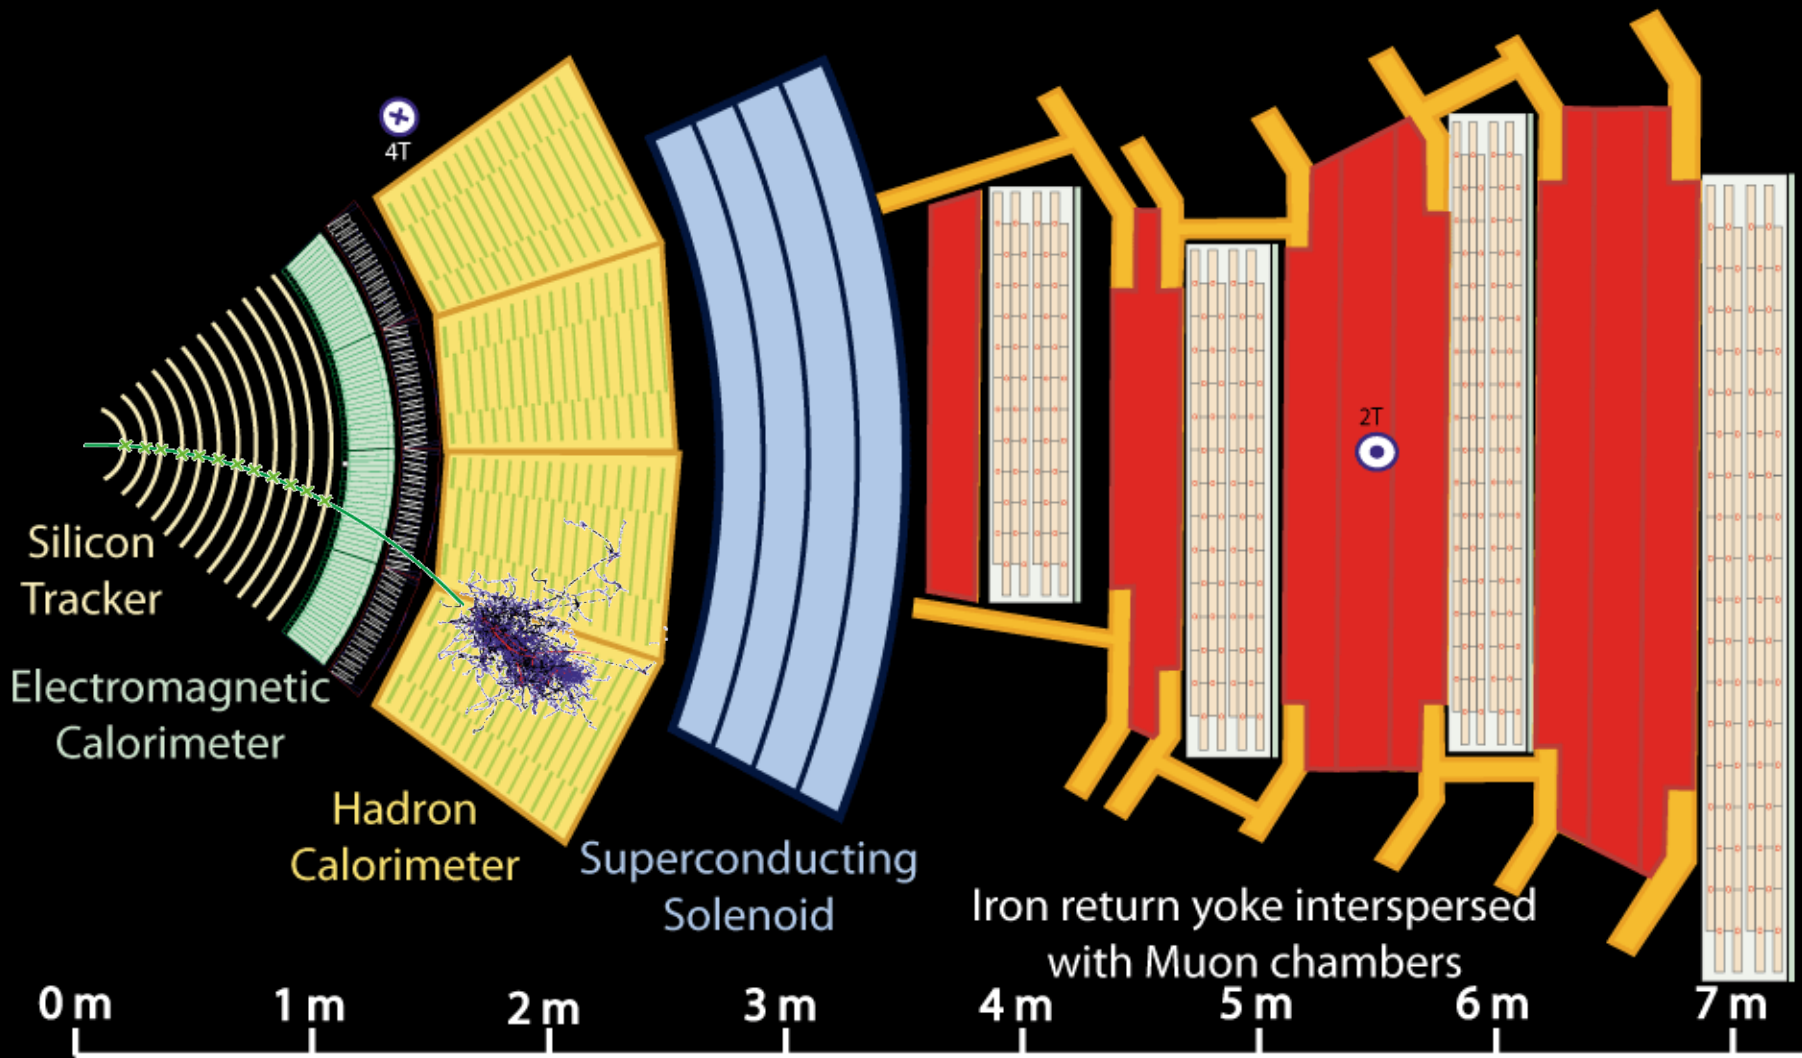 4T
2T
Silicon
Tracker
Electromagnetic
Calorimeter
Hadron
Calorimeter
Superconducting
Solenoid
Iron return yoke interspersed
with Muon chambers
0 m 1 m 2 m 3 m 4 m 5 m 6 m 7 m